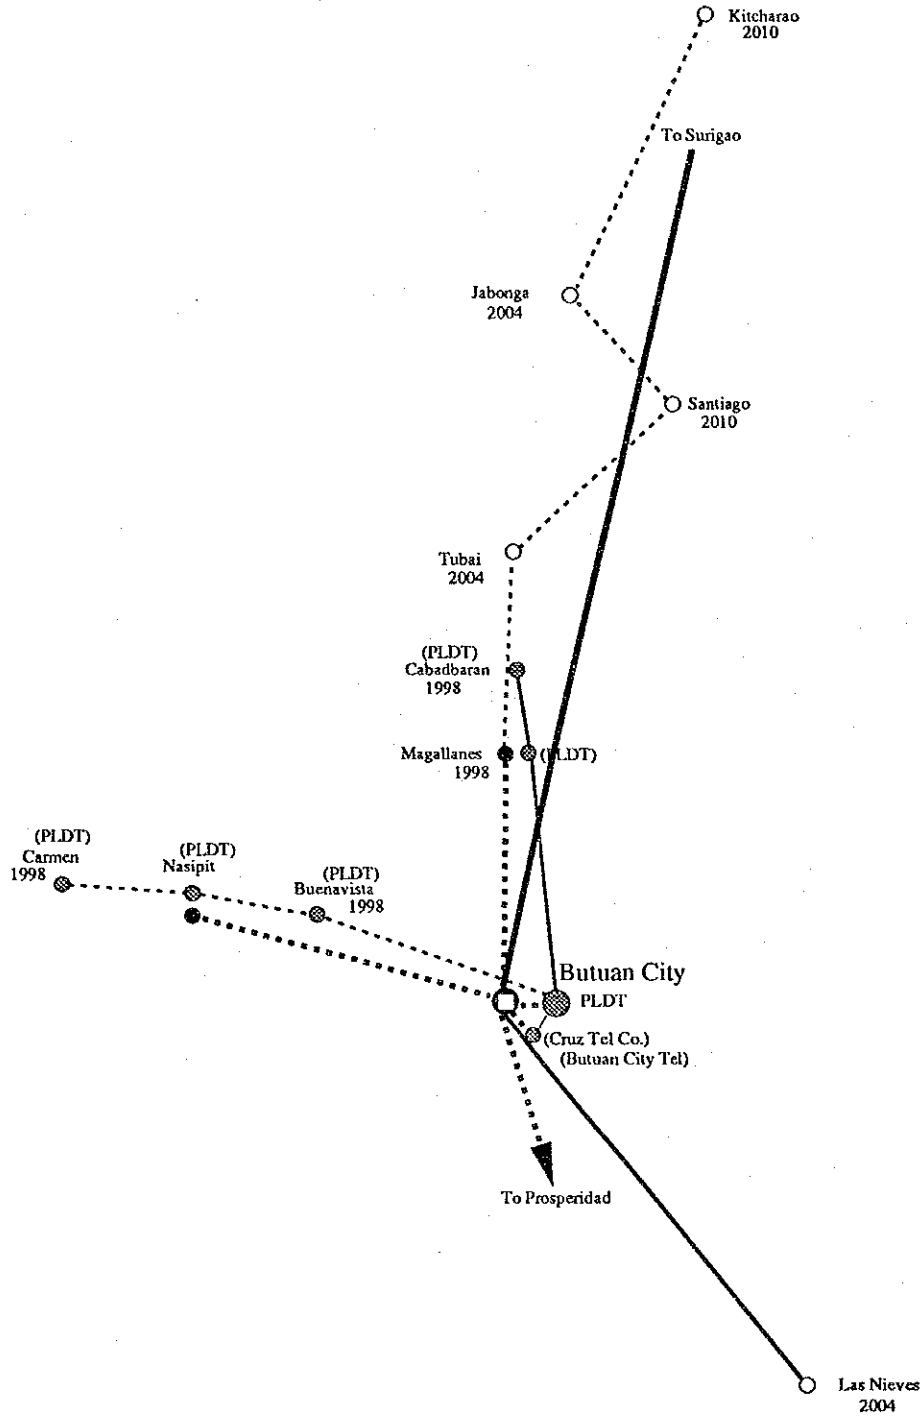 Kitcharao
2010
To Surigao
Jabonga
2004
Santiago
2010
Tubai
2004
(PLDT)
Cabadbaran
1998
Magallanes
1998
(PLDT)
(PLDT)
Carmen
1998
(PLDT)
Nasipit
(PLDT)
Buenavista
1998
Butuan City
PLDT
(Cruz Tel Co.)
(Butuan City Tel)
To Prosperidad
Las Nieves
2004